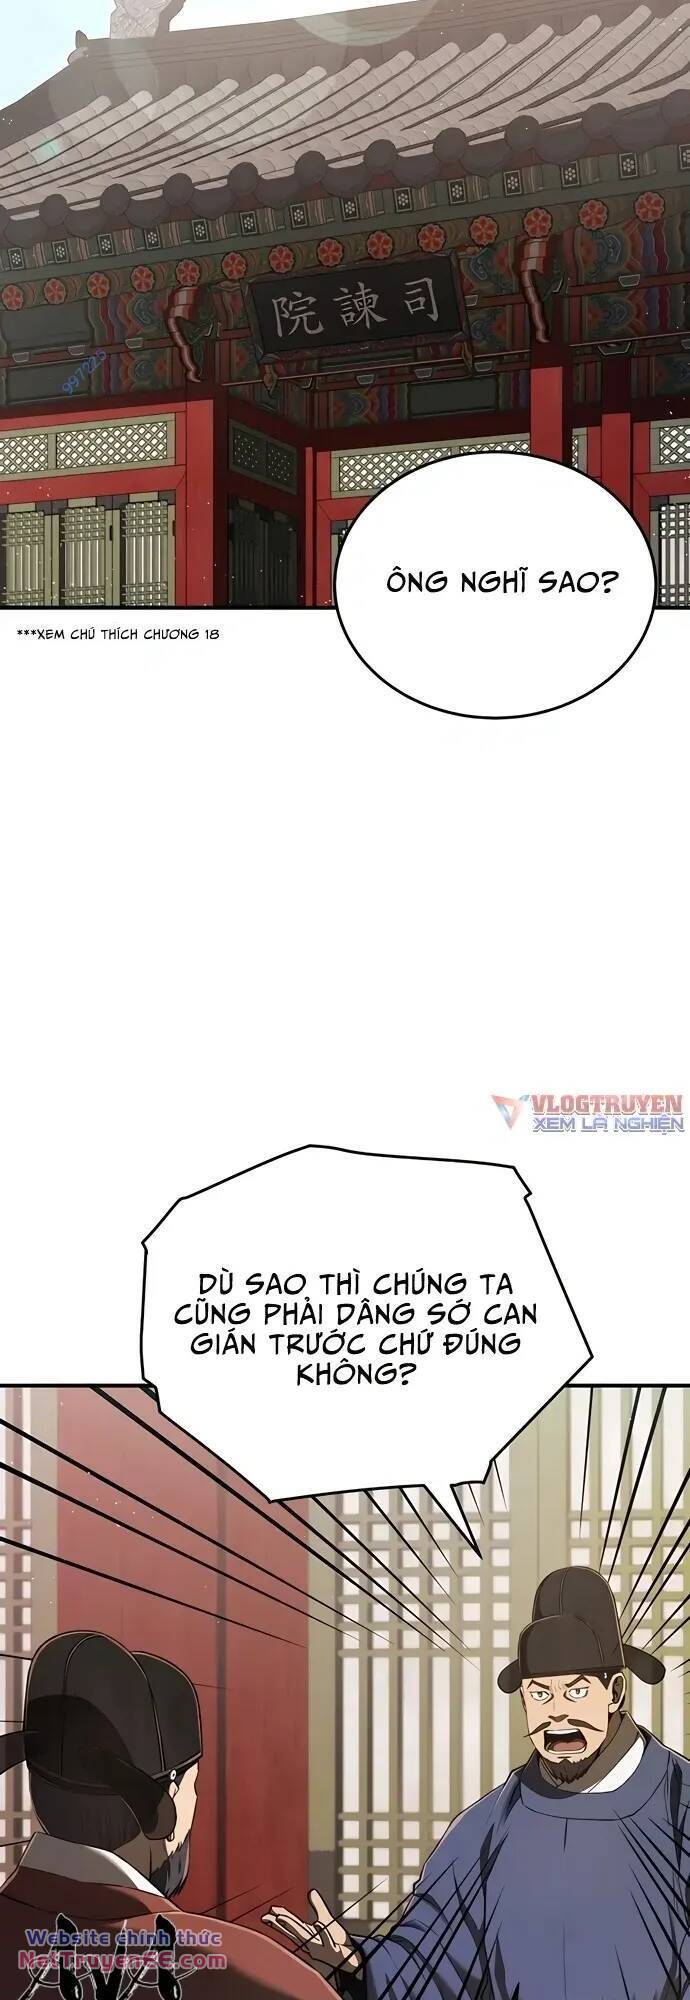 院諫司
997225
ÔNG NGHĨ SAO?
***XEM CHÚ THÍCH CHƯƠNG 18
VLOGTRUYEN
XEM LÀ NGHIỆN
DÙ SAO THÌ CHÚNG TA
CŨNG PHẢI DÂNG SỚ CAN
GIÁN TRƯỚC CHỨ ĐÚNG
KHÔNG?
Website chính thức
NetTruyenEE.com